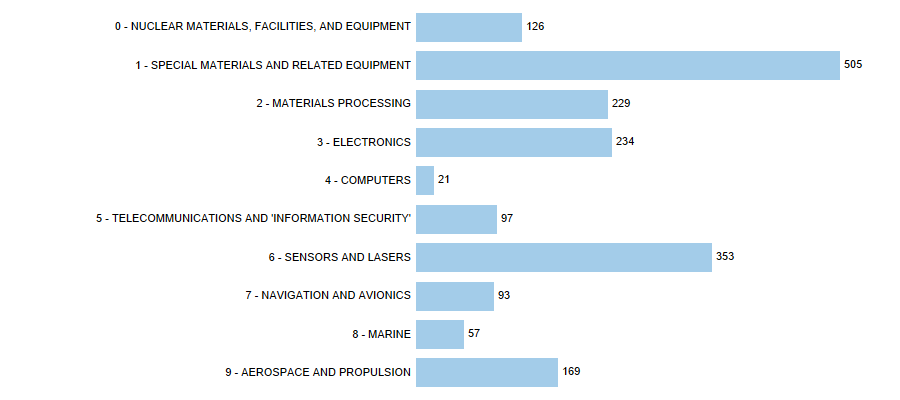 0 - NUCLEAR MATERIALS, FACILITIES, AND EQUIPMENT 126
1 - SPECIAL MATERIALS AND RELATED EQUIPMENT 505
2 - MATERIALS PROCESSING 229
3 - ELECTRONICS 234
4 - COMPUTERS 21
5 - TELECOMMUNICATIONS AND 'INFORMATION SECURITY' 97
6 - SENSORS AND LASERS 353
7 - NAVIGATION AND AVIONICS 93
8 - MARINE 57
9 - AEROSPACE AND PROPULSION 169